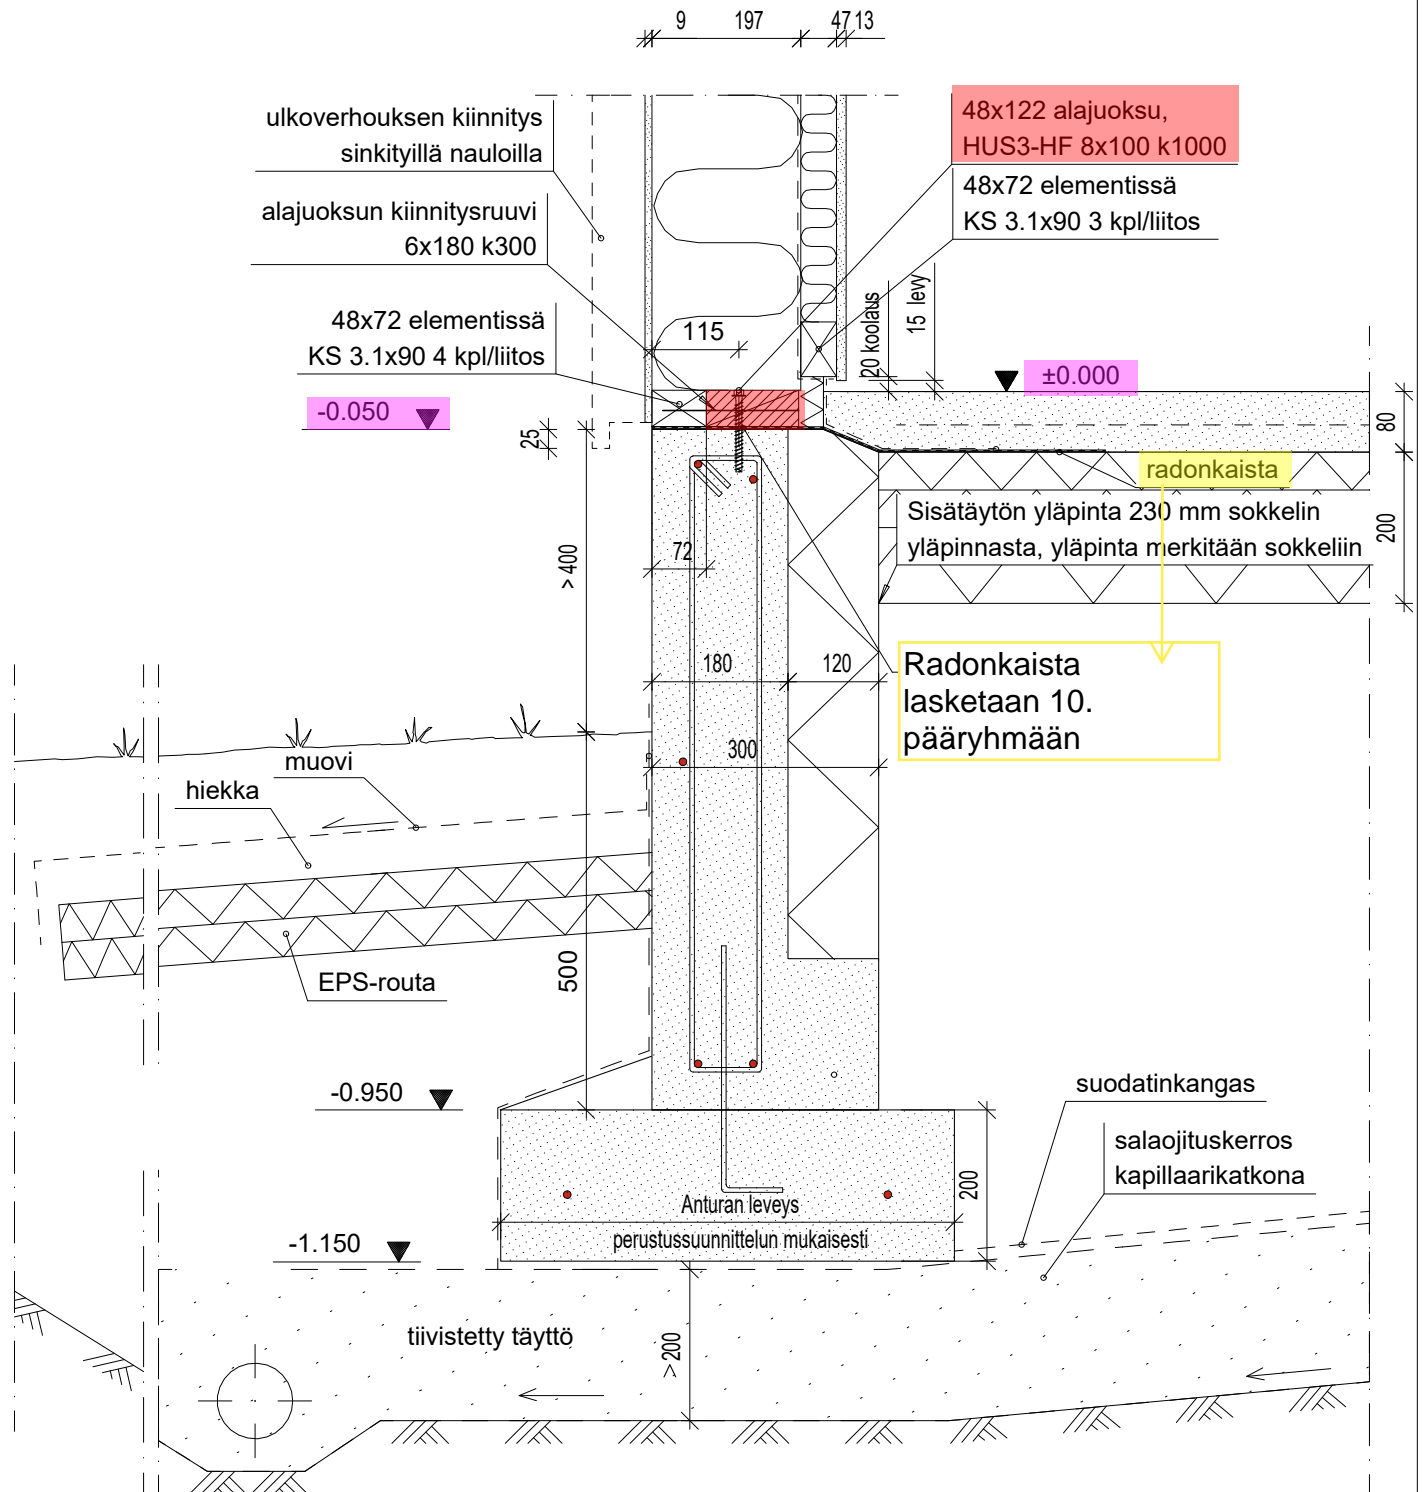 9 197 47 13
ulkoverhouksen kiinnitys
sinkityillä nauloilla
alajuoksun kiinnitysruuvi
6x180 k300
48x72 elementissä
KS 3.1x90 4 kpl/liitos
-0.050
48x122 alajuoksu,
HUS3-HF 8x100 k1000
48x72 elementissä
KS 3.1x90 3 kpl/liitos
115
20 koolaus
15 levy
±0.000
25
80
radonkaista
Sisätäytön yläpinta 230 mm sokkelin
yläpinnasta, yläpinta merkitään sokkeliin
200
>400
72
180
120
Radonkaista
lasketaan 10.
pääryhmään
300
muovi
hiekka
EPS-routa
500
-0.950
suodatinkangas
salaojituskerros
kapillaarikatkona
200
Anturan leveys
perustussuunnittelun mukaisesti
-1.150
tiivistetty täyttö
>200